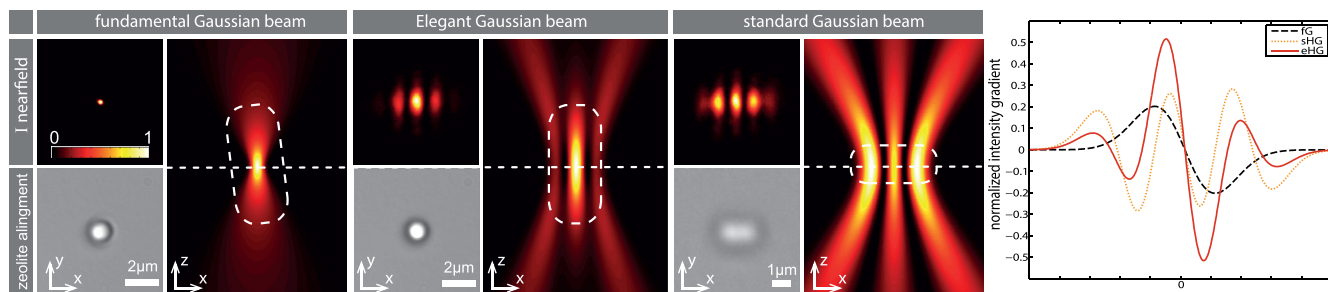 fundamental Gaussian beam
Elegant Gaussian beam
standard Gaussian beam
I nearfield
0 1
zeolite alingment
y
x
2μm
z
x
y
x
2μm
z
x
y
x
1μm
z
x
normalized intensity gradient
0.5
0.4
0.3
0.2
0.1
0
−0.1
−0.2
−0.3
−0.4
−0.5
0
fG
sHG
eHG